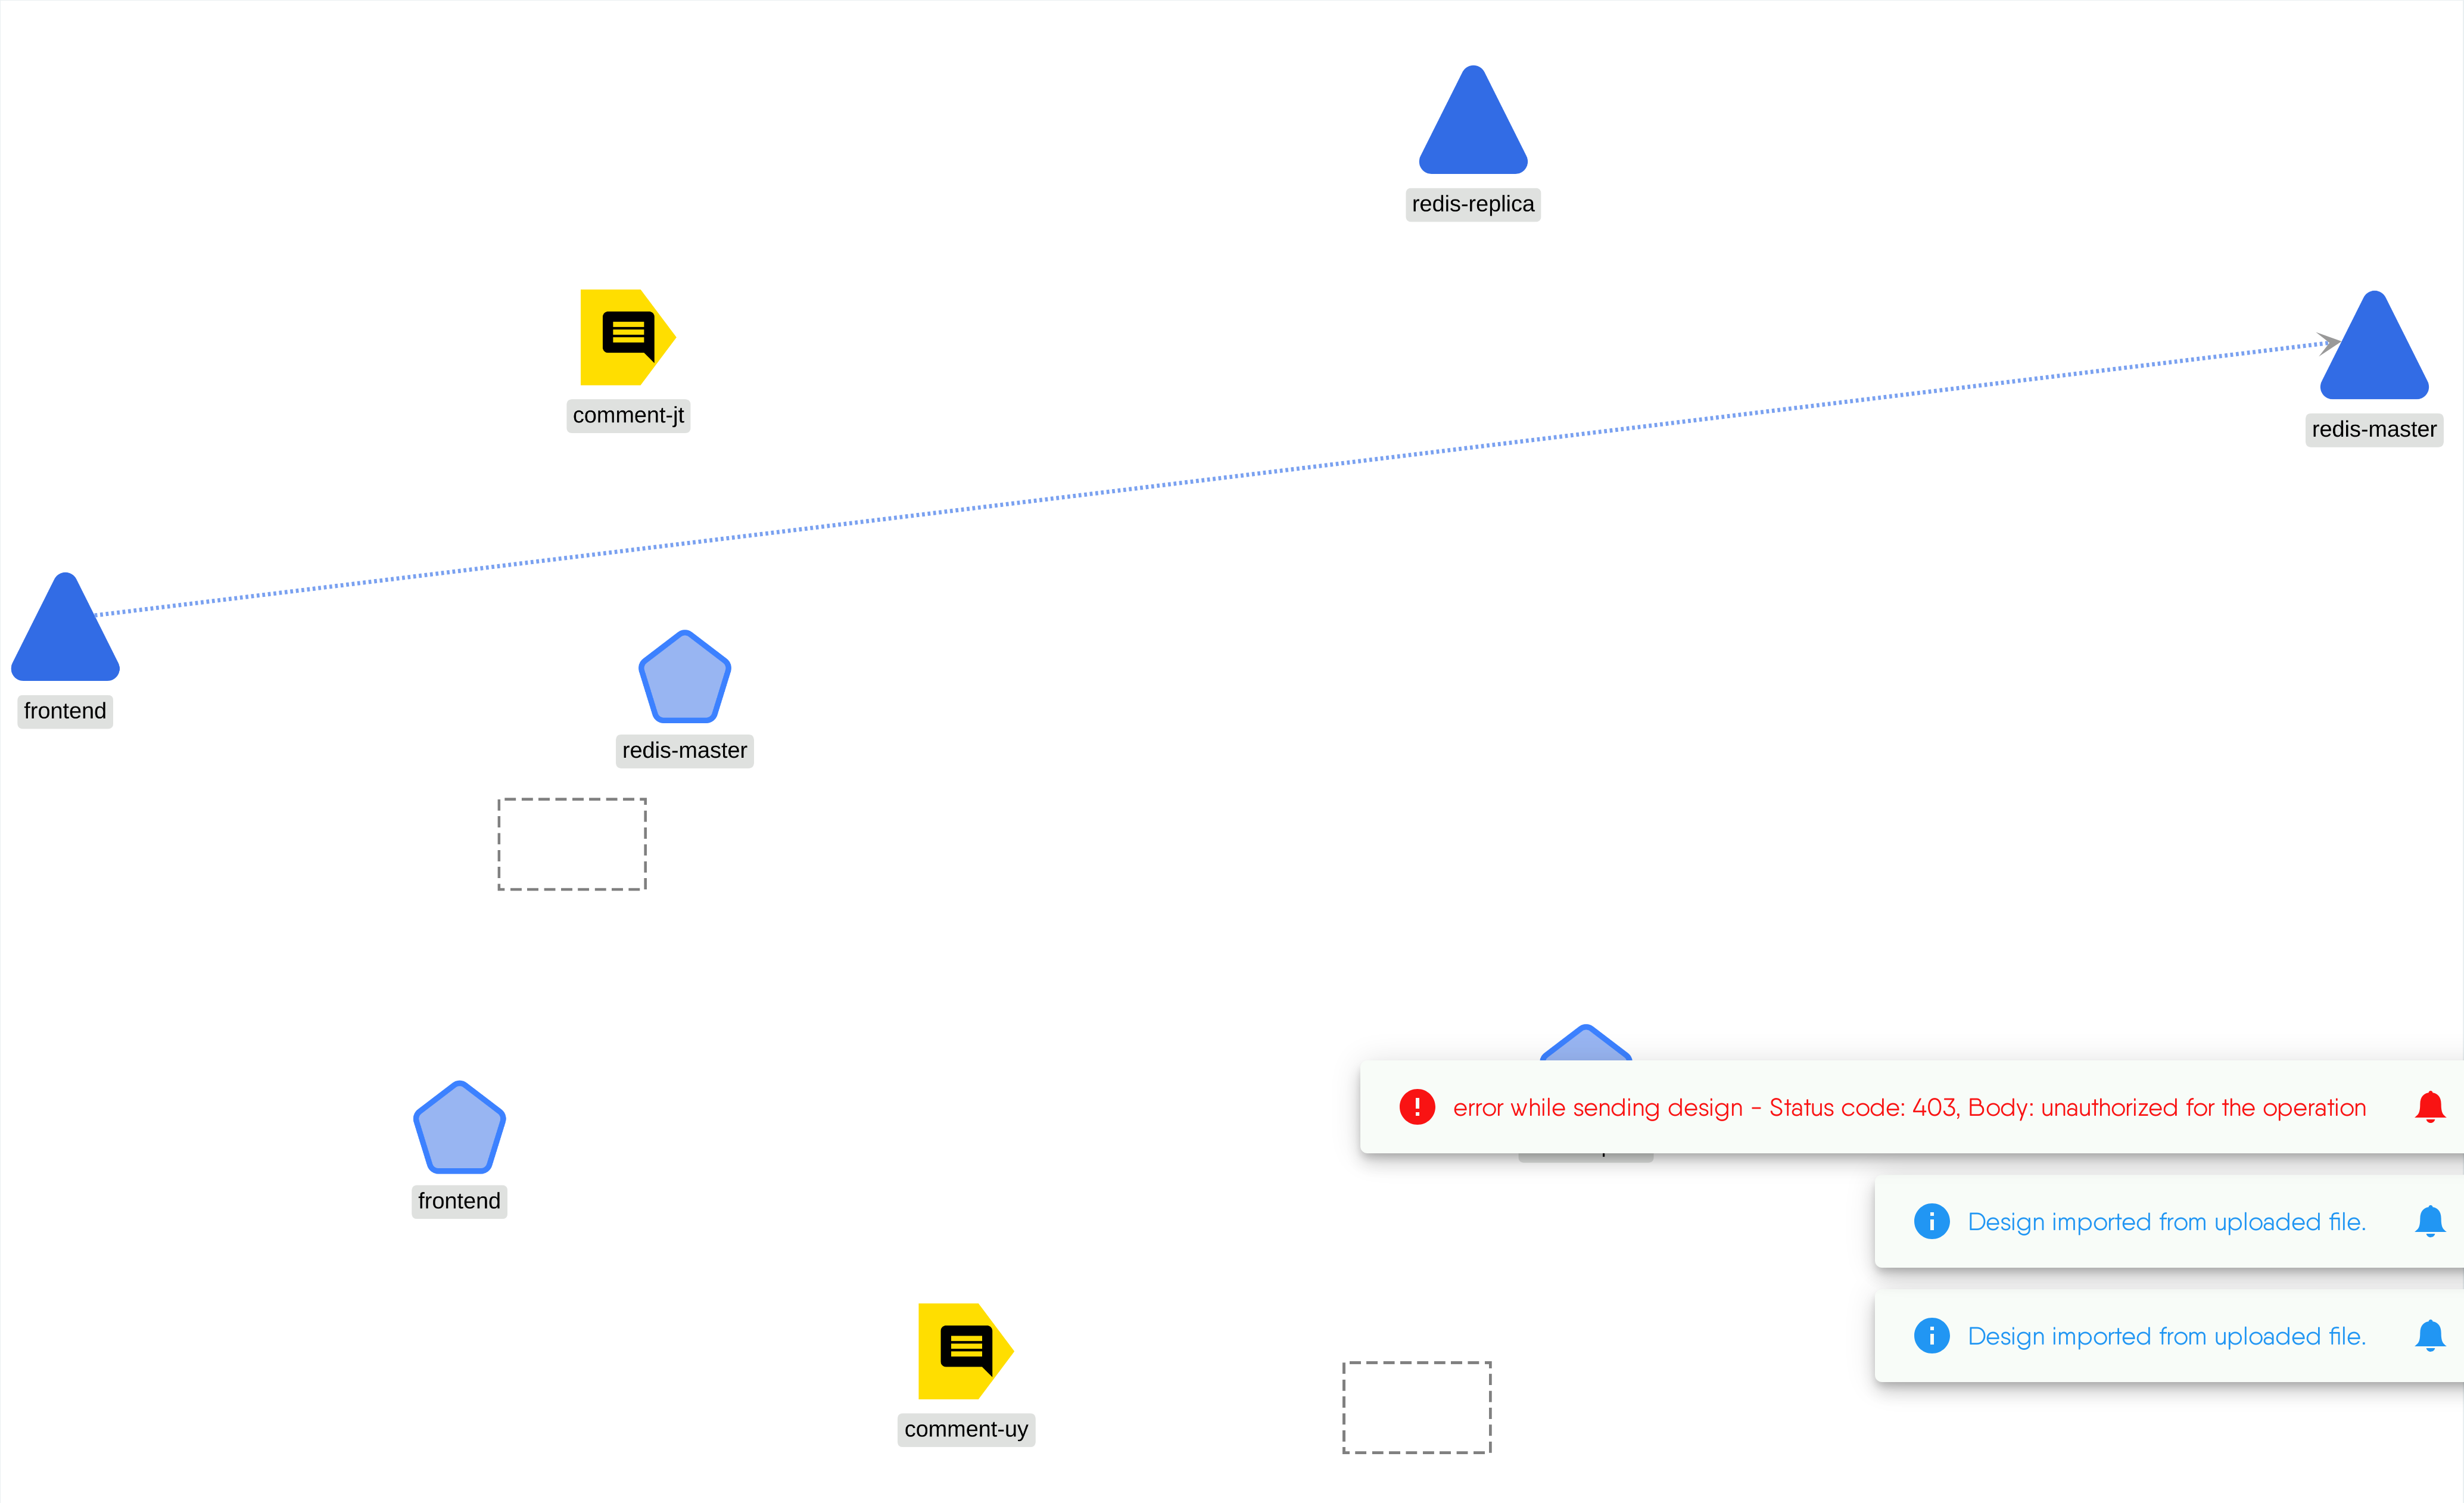 redis-replica
comment-jt
redis-master
frontend
redis-master
error while sending design - Status code: 403, Body: unauthorized for the operation
frontend
Design imported from uploaded file.
Design imported from uploaded file.
comment-uy